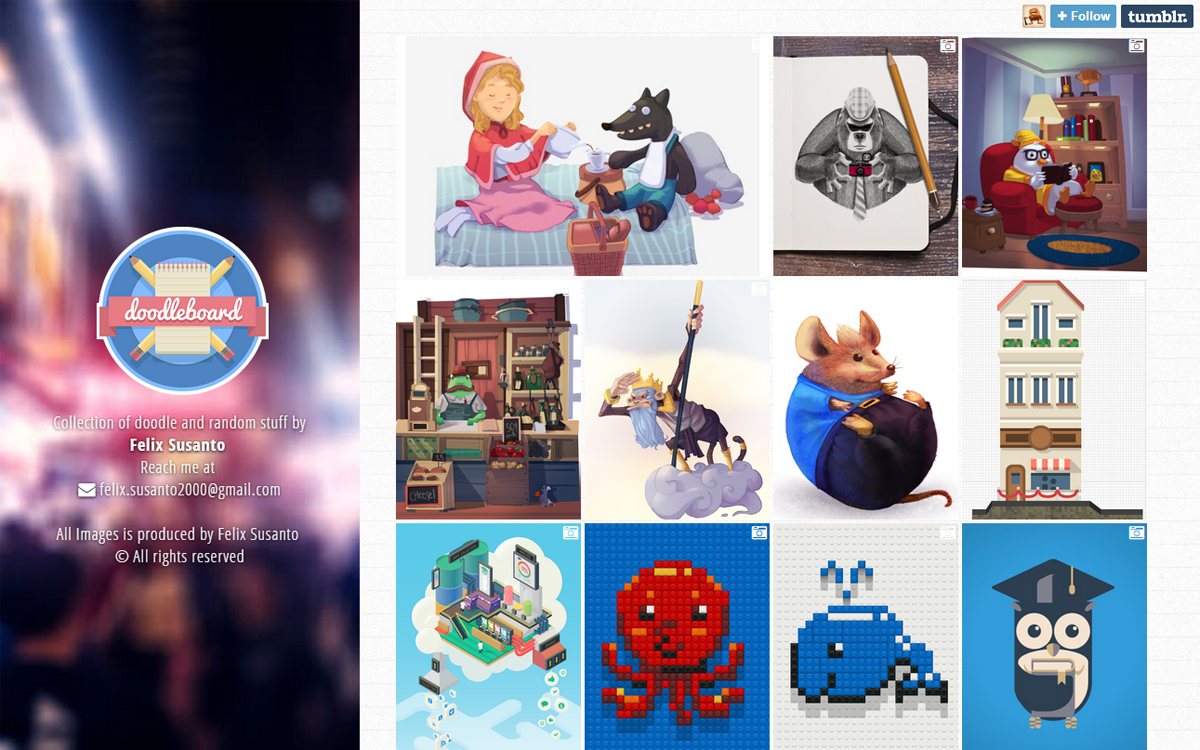 + Follow
tumblr.
doodleboard
Collection of doodle and random stuff by
Felix Susanto
Reach me at
felix.susanto2000@gmail.com
All Images is produced by Felix Susanto
© All rights reserved
CHEESE!